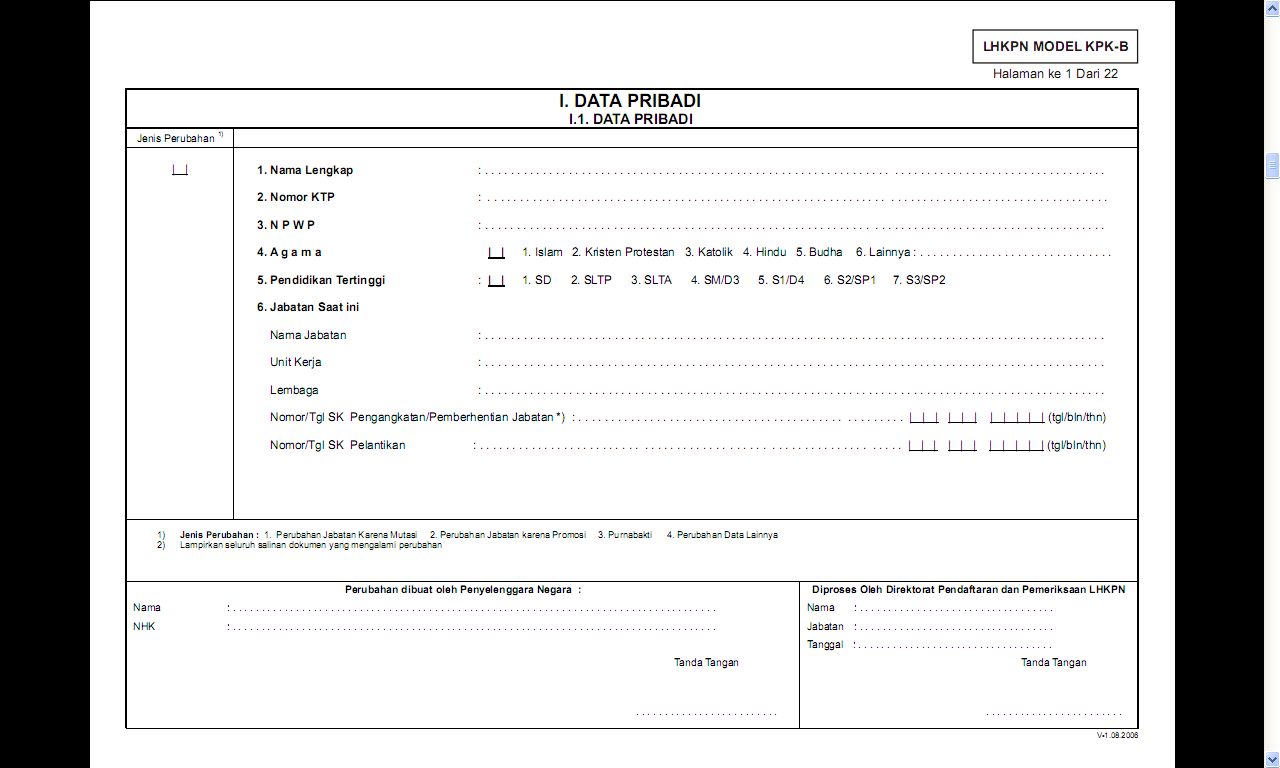 LHKPN MODEL KPK-B
Halaman ke 1 Dari 22
I. DATA PRIBADI
I.1. DATA PRIBADI
Jenis Perubahan 1)
1. Nama Lengkap :
2. Nomor KTP :
3. N P W P :
4. A g a m a 1. Islam 2. Kristen Protestan 3. Katolik 4. Hindu 5. Budha 6. Lainnya :
5. Pendidikan Tertinggi : 1. SD 2. SLTP 3. SLTA 4. SM/D3 5. S1/D4 6. S2/SP1 7. S3/SP2
6. Jabatan Saat ini
Nama Jabatan :
Unit Kerja :
Lembaga :
Nomor/Tgl SK Pengangkatan/Pemberhentian Jabatan *) : (tgl/bln/thn)
Nomor/Tgl SK Pelantikan : (tgl/bln/thn)
1) Jenis Perubahan : 1. Perubahan Jabatan Karena Mutasi 2. Perubahan Jabatan karena Promosi 3. Purnabakti 4. Perubahan Data Lainnya
2) Lampirkan seluruh salinan dokumen yang mengalami perubahan
Perubahan dibuat oleh Penyelenggara Negara :
Nama :
NHK :
Tanda Tangan
Diproses Oleh Direktorat Pendaftaran dan Pemeriksaan LHKPN
Nama :
Jabatan :
Tanggal :
Tanda Tangan
V-1.08.2006